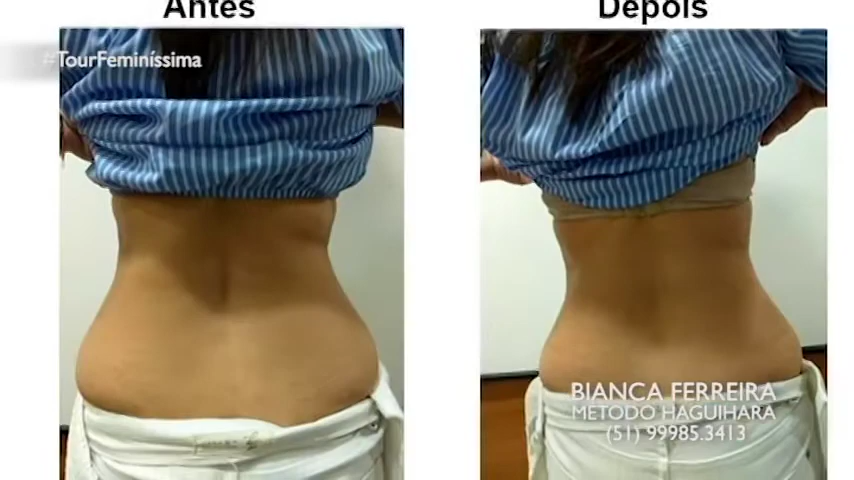 Antes
Depois
#TourFeminíssima
BIANCA FERREIRA
MÉTODO HAGUIHARA
(51) 99985.3413